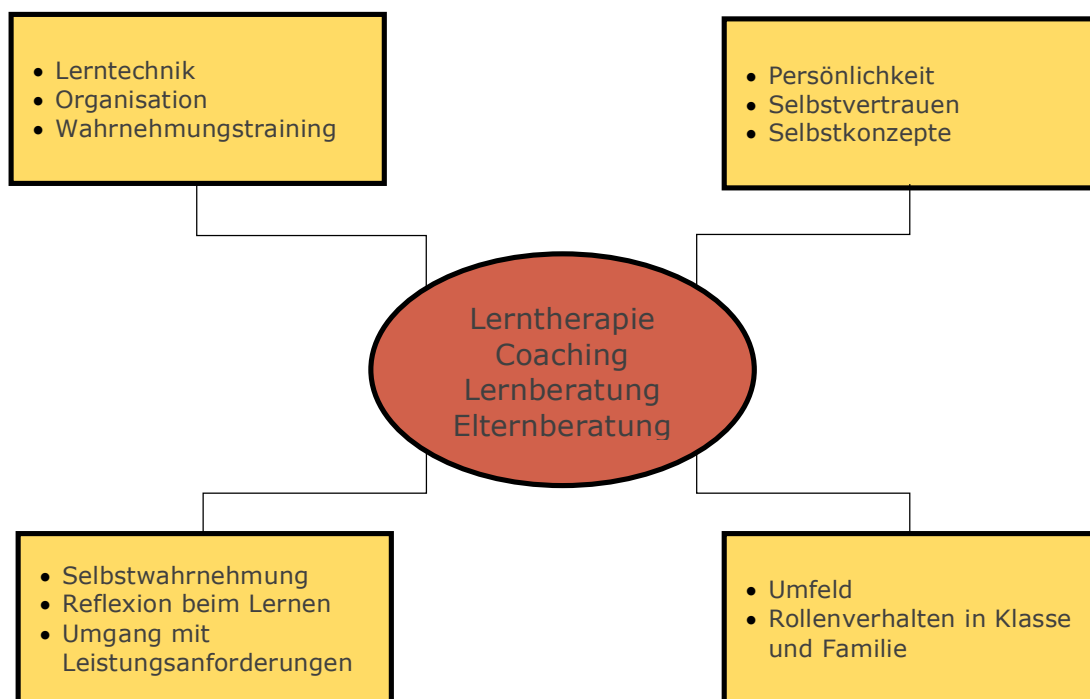 • Lerntechnik
• Organisation
• Wahrnehmungstraining
• Persönlichkeit
• Selbstvertrauen
• Selbstkonzepte
Lerntherapie
Coaching
Lernberatung
Elternberatung
• Selbstwahrnehmung
• Reflexion beim Lernen
• Umgang mit
Leistungsanforderungen
• Umfeld
• Rollenverhalten in Klasse
und Familie